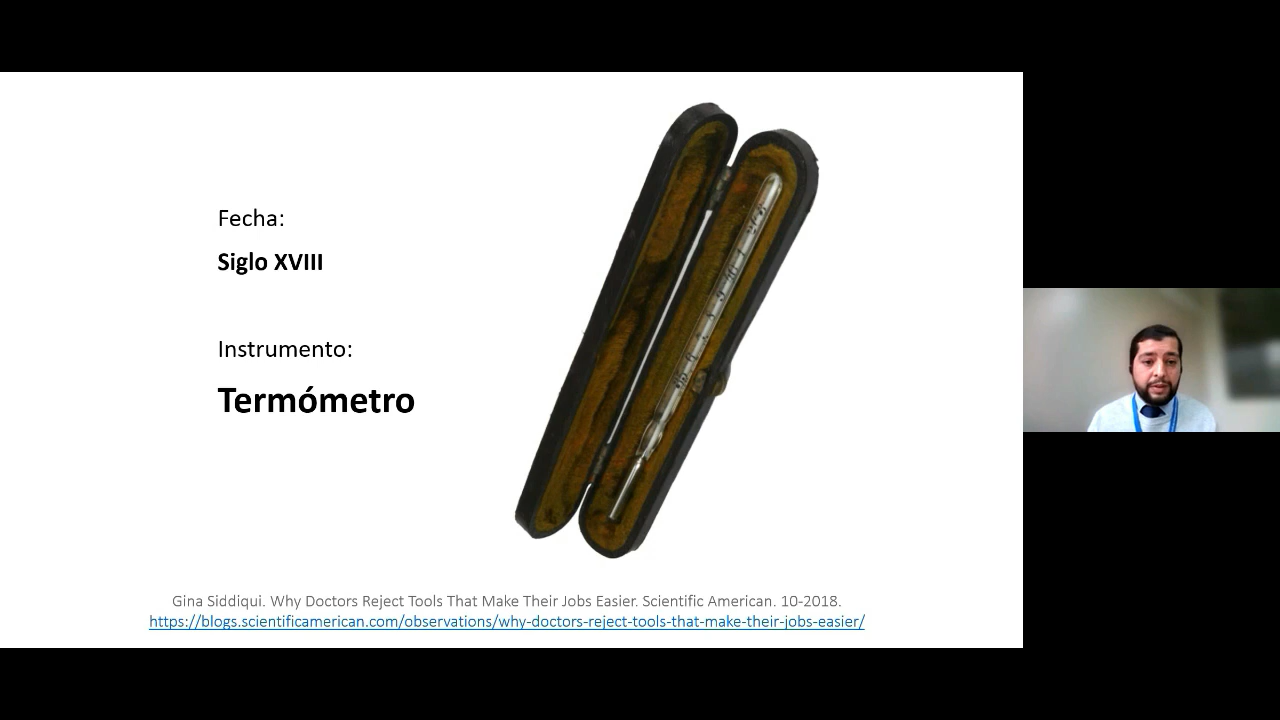 Fecha:
Siglo XVIII
Instrumento:
Termómetro
Gina Siddiqui. Why Doctors Reject Tools That Make Their Jobs Easier. Scientific American. 10-2018.
https://blogs.scientificamerican.com/observations/why-doctors-reject-tools-that-make-their-jobs-easier/